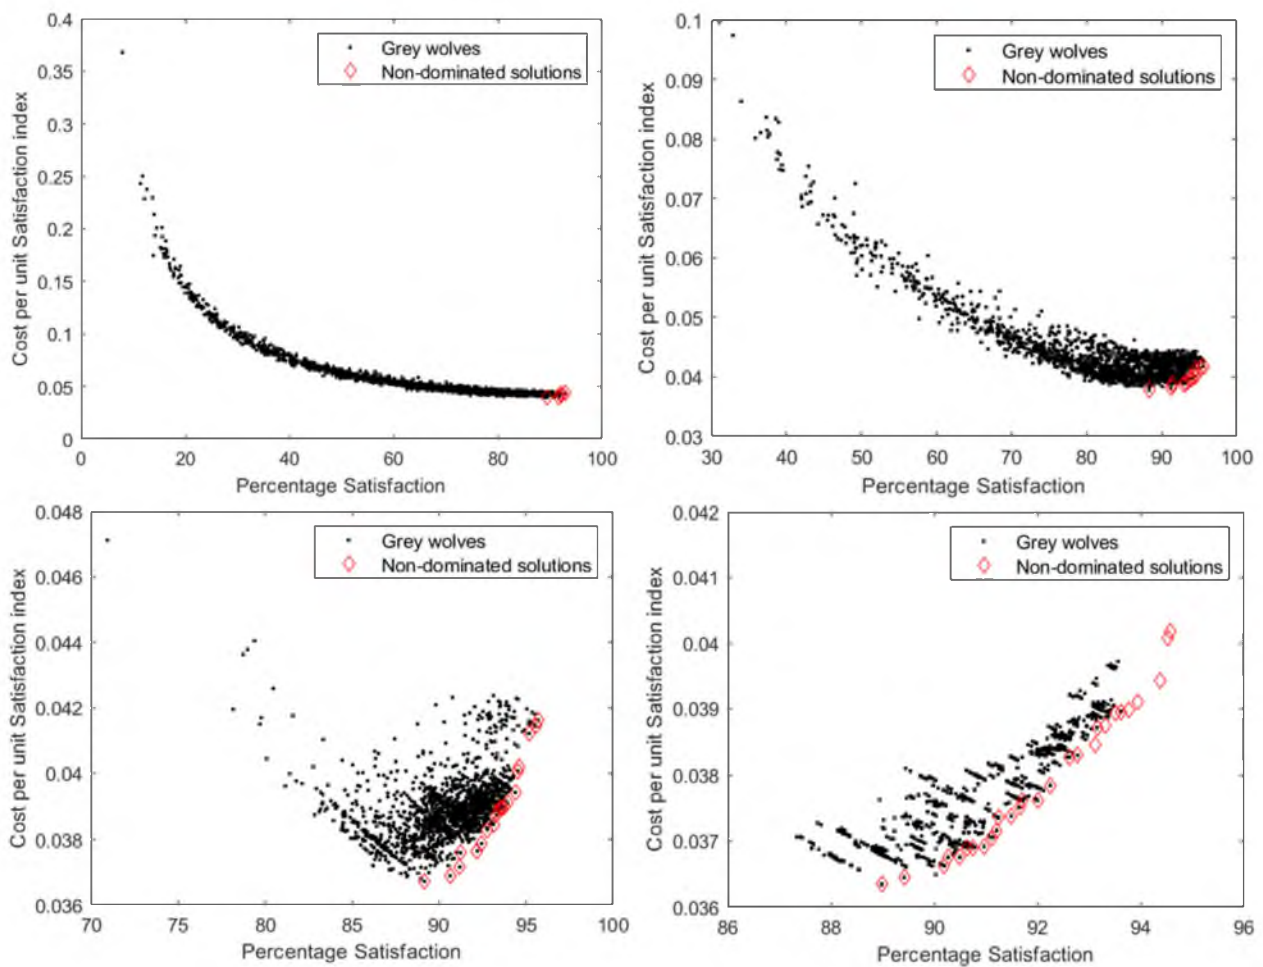 0.4
0.35
0.3
0.25
0.2
0.15
0.1
0.05
0
Cost per unit Satisfaction index
Grey wolves
Non-dominated solutions
0 20 40 60 80 100
Percentage Satisfaction
0.1
0.09
0.08
0.07
0.06
0.05
0.04
0.03
Cost per unit Satisfaction index
Grey wolves
Non-dominated solutions
30 40 50 60 70 80 90 100
Percentage Satisfaction
0.048
0.046
0.044
0.042
0.04
0.038
0.036
Cost per unit Satisfaction index
Grey wolves
Non-dominated solutions
70 75 80 85 90 95 100
Percentage Satisfaction
0.042
0.041
0.04
0.039
0.038
0.037
0.036
Cost per unit Satisfaction index
Grey wolves
Non-dominated solutions
86 88 90 92 94 96
Percentage Satisfaction